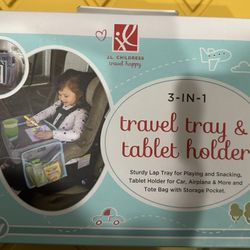 J.L. CHILDRESS
travel happy
3-IN-1
travel tray &
tablet holder
Sturdy Lap Tray for Playing and Snacking,
Tablet Holder for Car, Airplane & More and
Tote Bag with Storage Pocket.